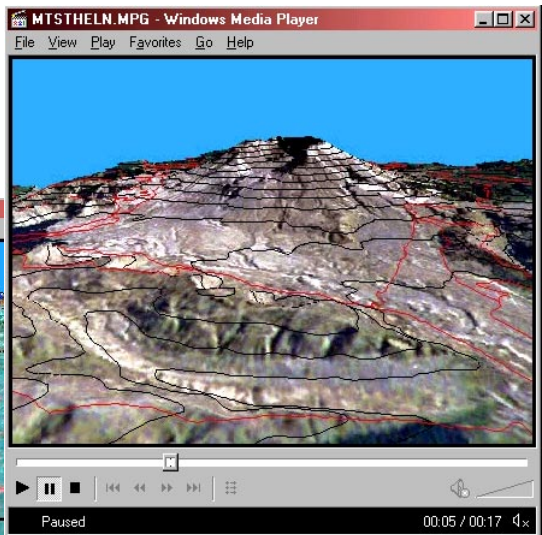 MTSTHELN.MPG - Windows Media Player
File View Play Favorites Go Help
Paused 00:05 / 00:17